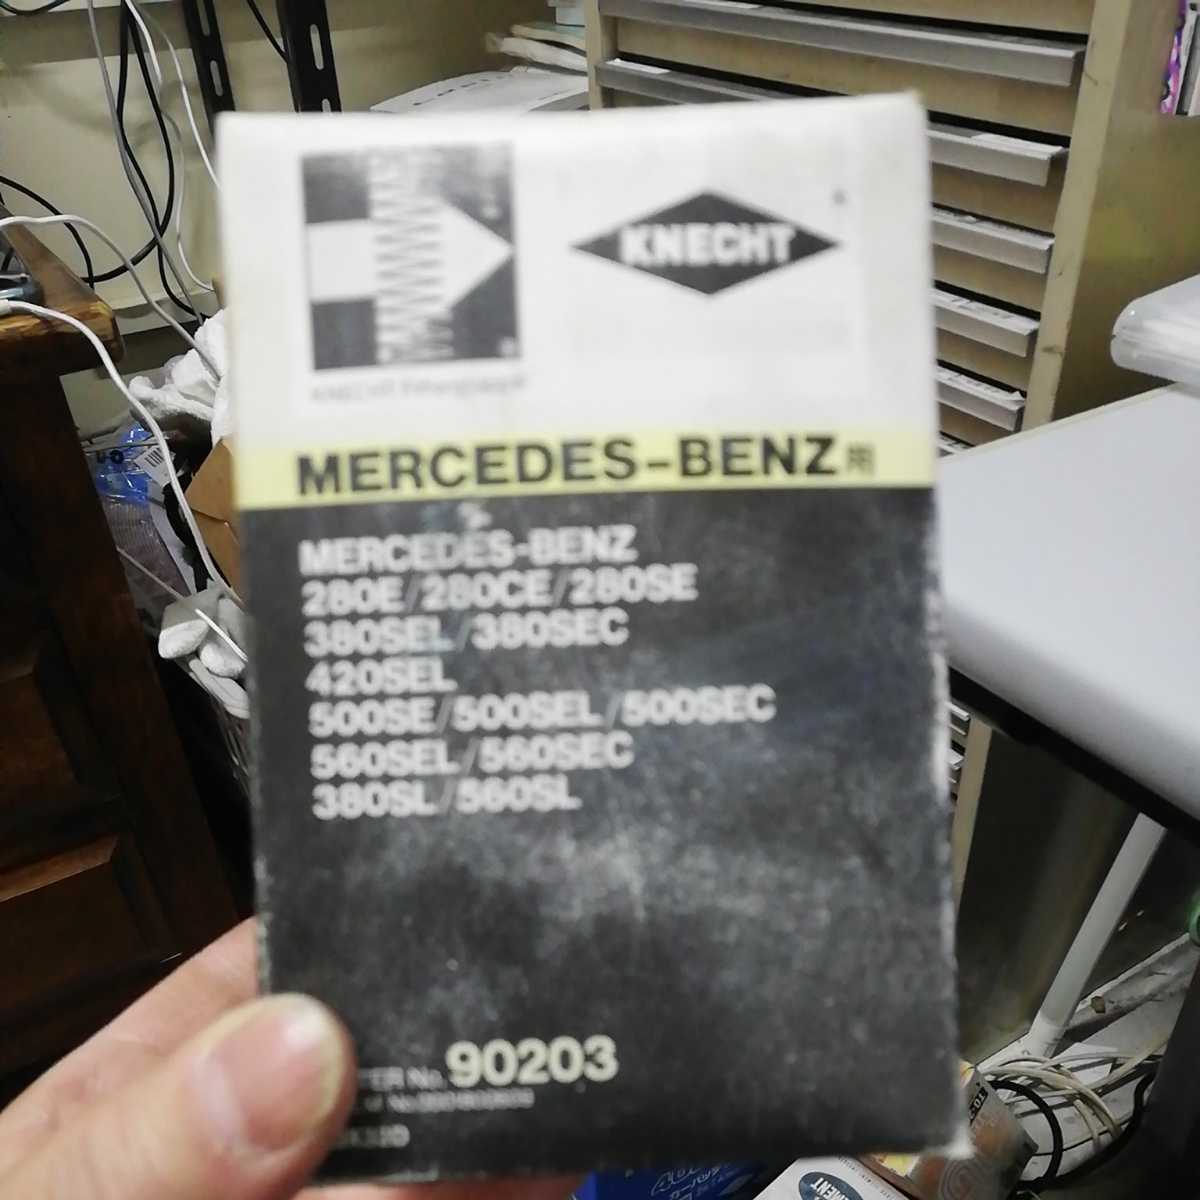 KNECHT
MERCEDES-BENZ用
MERCEDES-BENZ
280E/280CE/280SE
380SEL/380SEC
420SEL
500SE/500SEL/500SEC
560SEL/560SEC
380SL/560SL
No. 90203